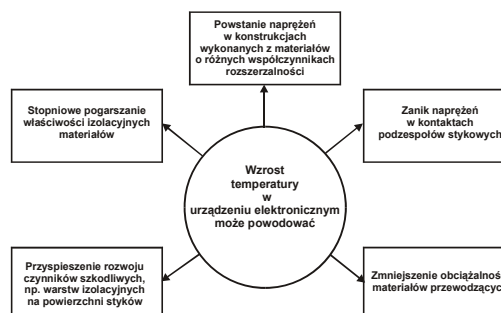 Powstanie naprężeń
w konstrukcjach
wykonanych z materiałów
o różnych współczynnikach
rozszerzalności
Stopniowe pogarszanie
właściwości izolacyjnych
materiałów
Zanik naprężeń
w kontaktach
podzespołów stykowych
Wzrost
temperatury
w
urządzeniu elektronicznym
może powodować
Przyspieszenie rozwoju
czynników szkodliwych,
np. warstw izolacyjnych
na powierzchni styków
Zmniejszenie obciążalnoś
materiałów przewodzącyc